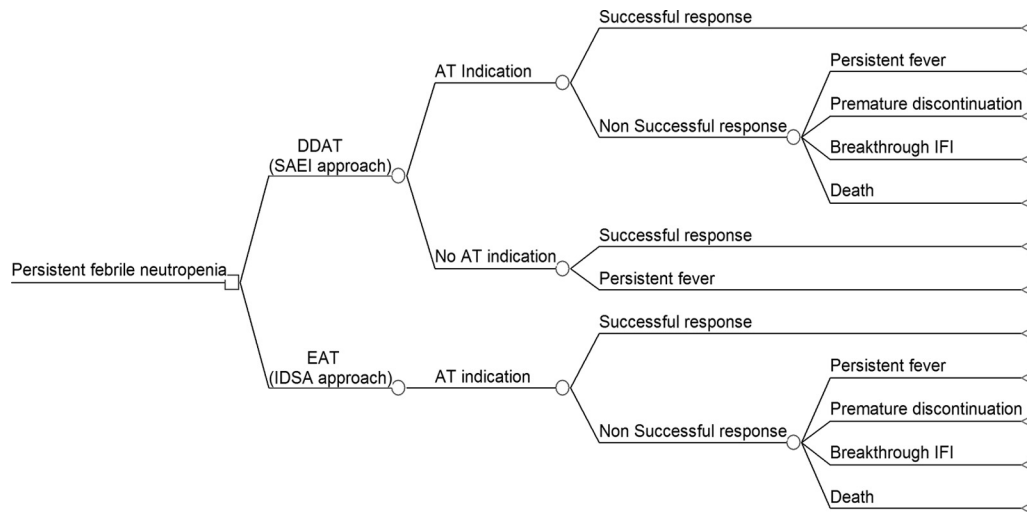 Successful response
AT Indication
Persistent fever
Premature discontinuation
Non Successful response
Breakthrough IFI
DDAT
(SAEI approach)
Death
Successful response
No AT indication
Persistent febrile neutropenia
Persistent fever
Successful response
EAT
(IDSA approach)
AT indication
Persistent fever
Premature discontinuation
Non Successful response
Breakthrough IFI
Death